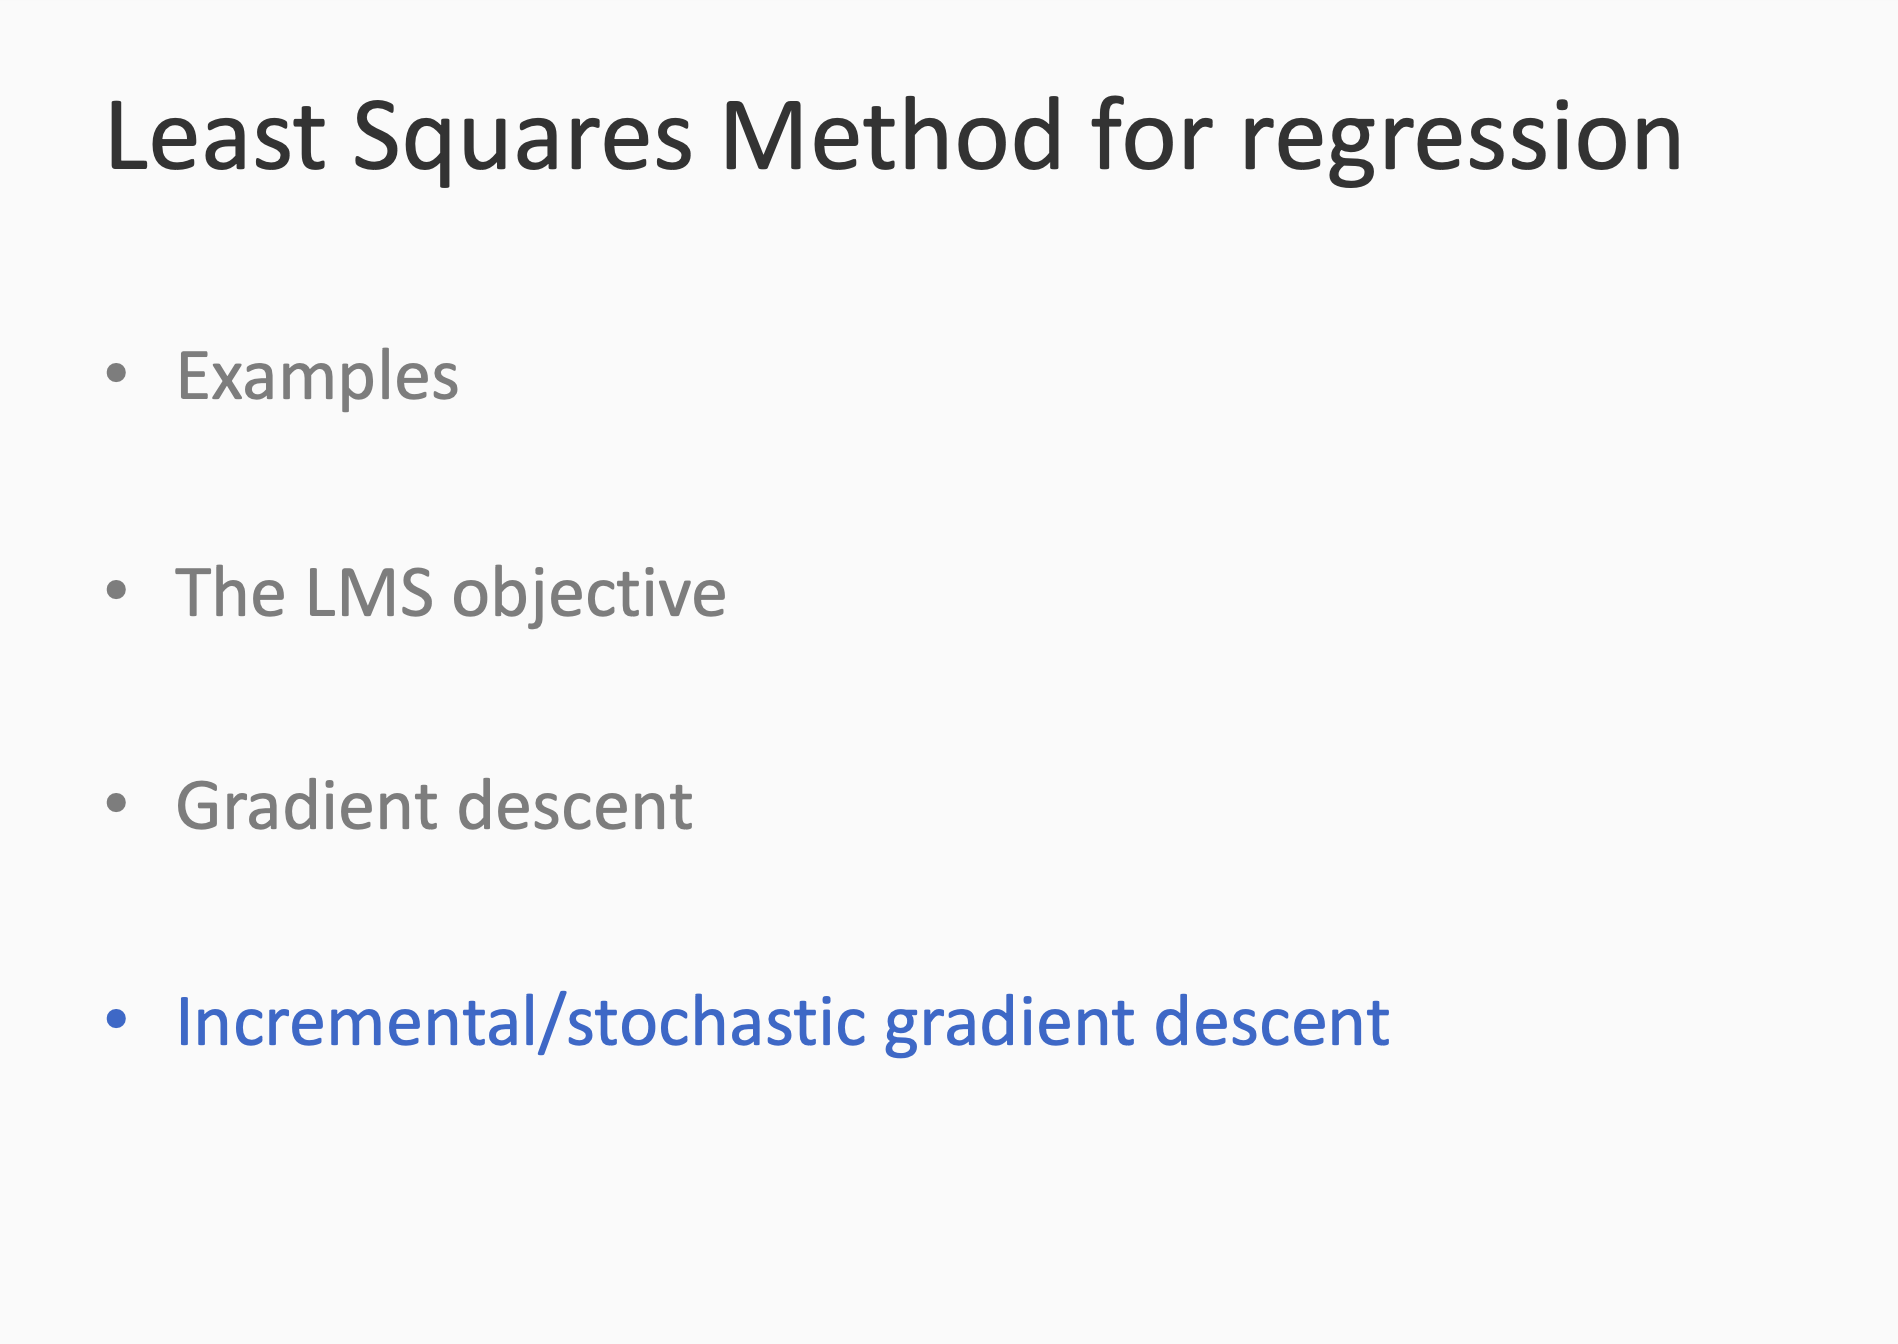 Least Squares Method for regression
• Examples
• The LMS objective
• Gradient descent
• Incremental/stochastic gradient descent